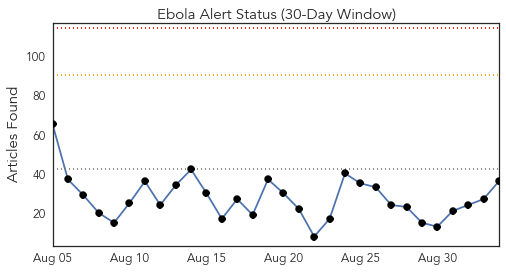 Ebola Alert Status (30-Day Window)
Articles Found
100
80
60
40
20
Aug 05
Aug 10
Aug 15
Aug 20
Aug 25
Aug 30